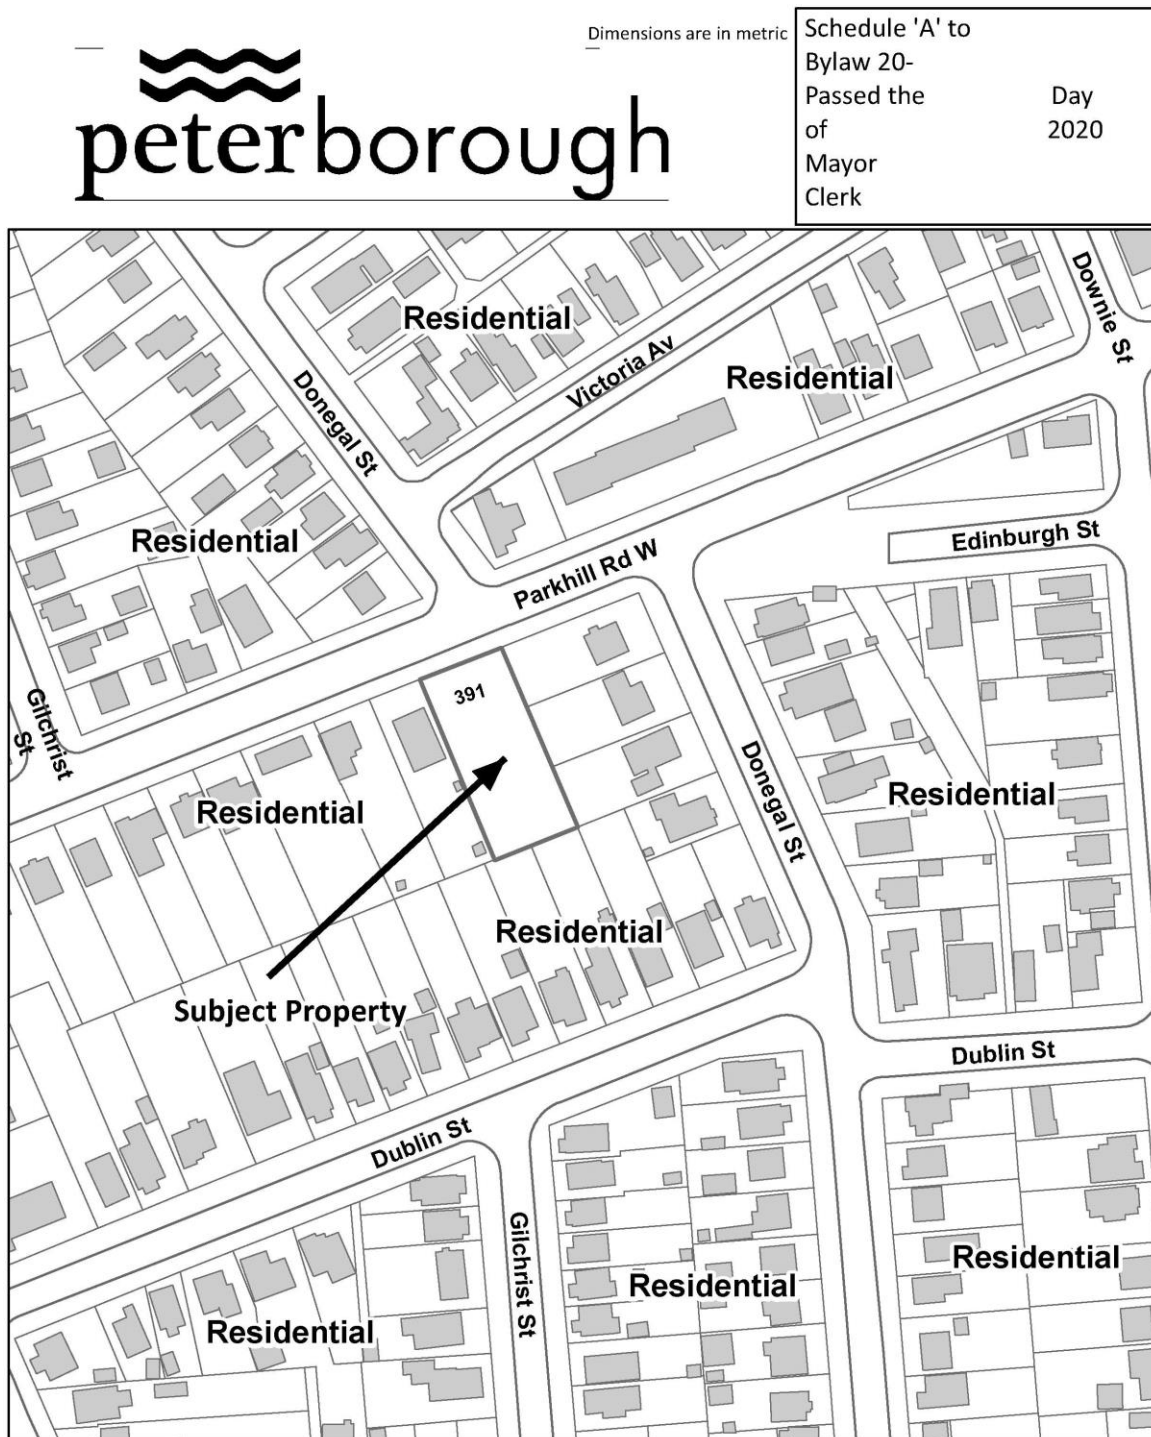 Dimensions are in metric
peterborough
Schedule 'A' to
Bylaw 20-
Passed the Day
of 2020
Mayor
Clerk
Residential
Downie St
Victoria Av
Residential
Donegal St
Residential
Edinburgh St
Parkhill Rd W
391
Gilchrist St
Residential
Donegal St
Residential
Residential
Subject Property
Dublin St
Dublin St
Gilchrist St
Residential
Residential
Residential